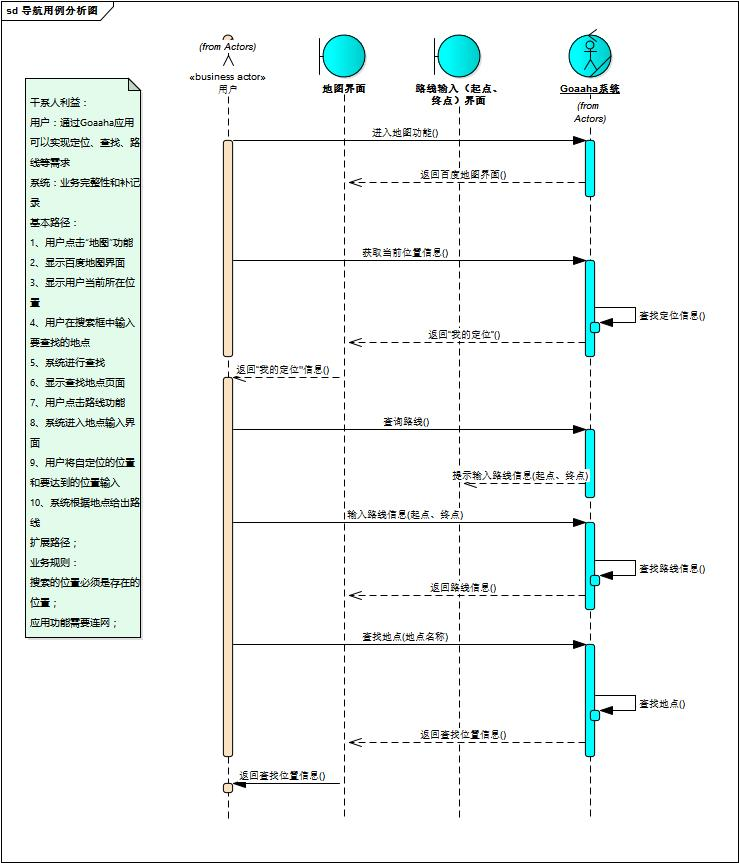 sd 导航用例分析图
(from Actors)
«business actor»
用户
地图界面
路线输入（起点、
终点）界面
Goaaha系统
(from
Actors)
干系人利益：
用户：通过Goaaha应用
可以实现定位、查找、路
线等需求
系统：业务完整性和补记
录
基本路径：
1、用户点击“地图”功能
2、显示百度地图界面
3、显示用户当前所在位
置
4、用户在搜索框中输入
要查找的地点
5、系统进行查找
6、显示查找地点页面
7、用户点击路线功能
8、系统进入地点输入界
面
9、用户将自定位的位置
和要达到的位置输入
10、系统根据地点给出路
线
扩展路径；
业务规则：
搜索的位置必须是存在的
位置；
应用功能需要连网；
进入地图功能()
返回百度地图界面()
获取当前位置信息()
查找定位信息()
返回“我的定位”()
返回“我的定位”信息()
查询路线()
提示输入路线信息(起点、终点)
输入路线信息(起点、终点)
查找路线信息()
返回路线信息()
查找地点(地点名称)
查找地点()
返回查找位置信息()
返回查找位置信息()